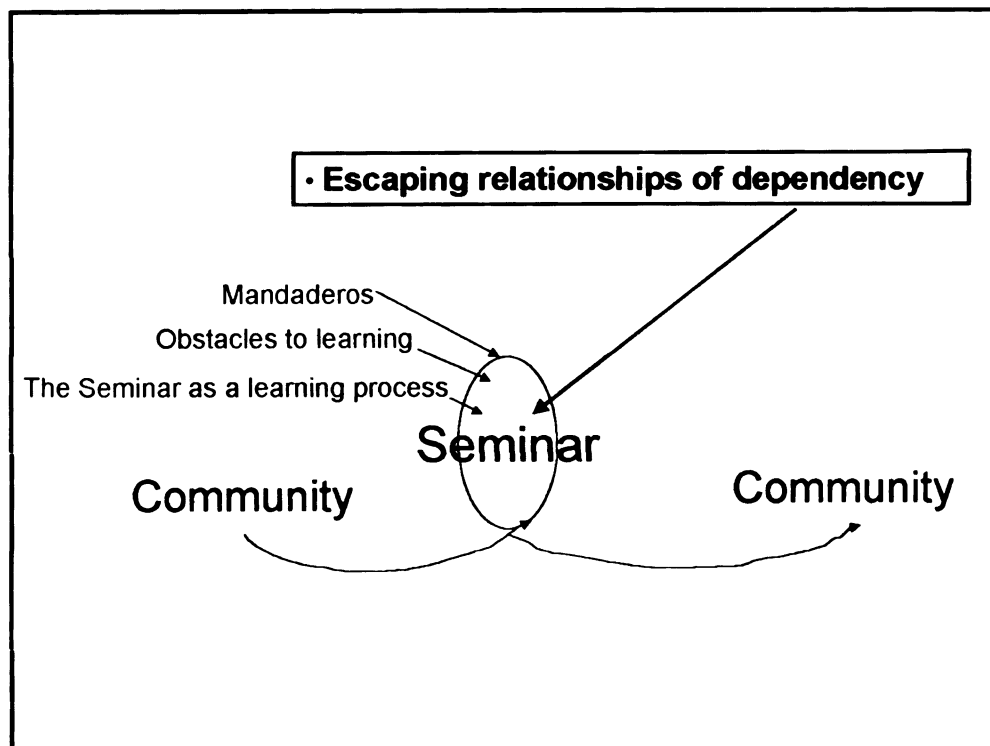 · Escaping relationships of dependency
Mandaderos
Obstacles to learning
The Seminar as a learning process
Seminar
Community
Community